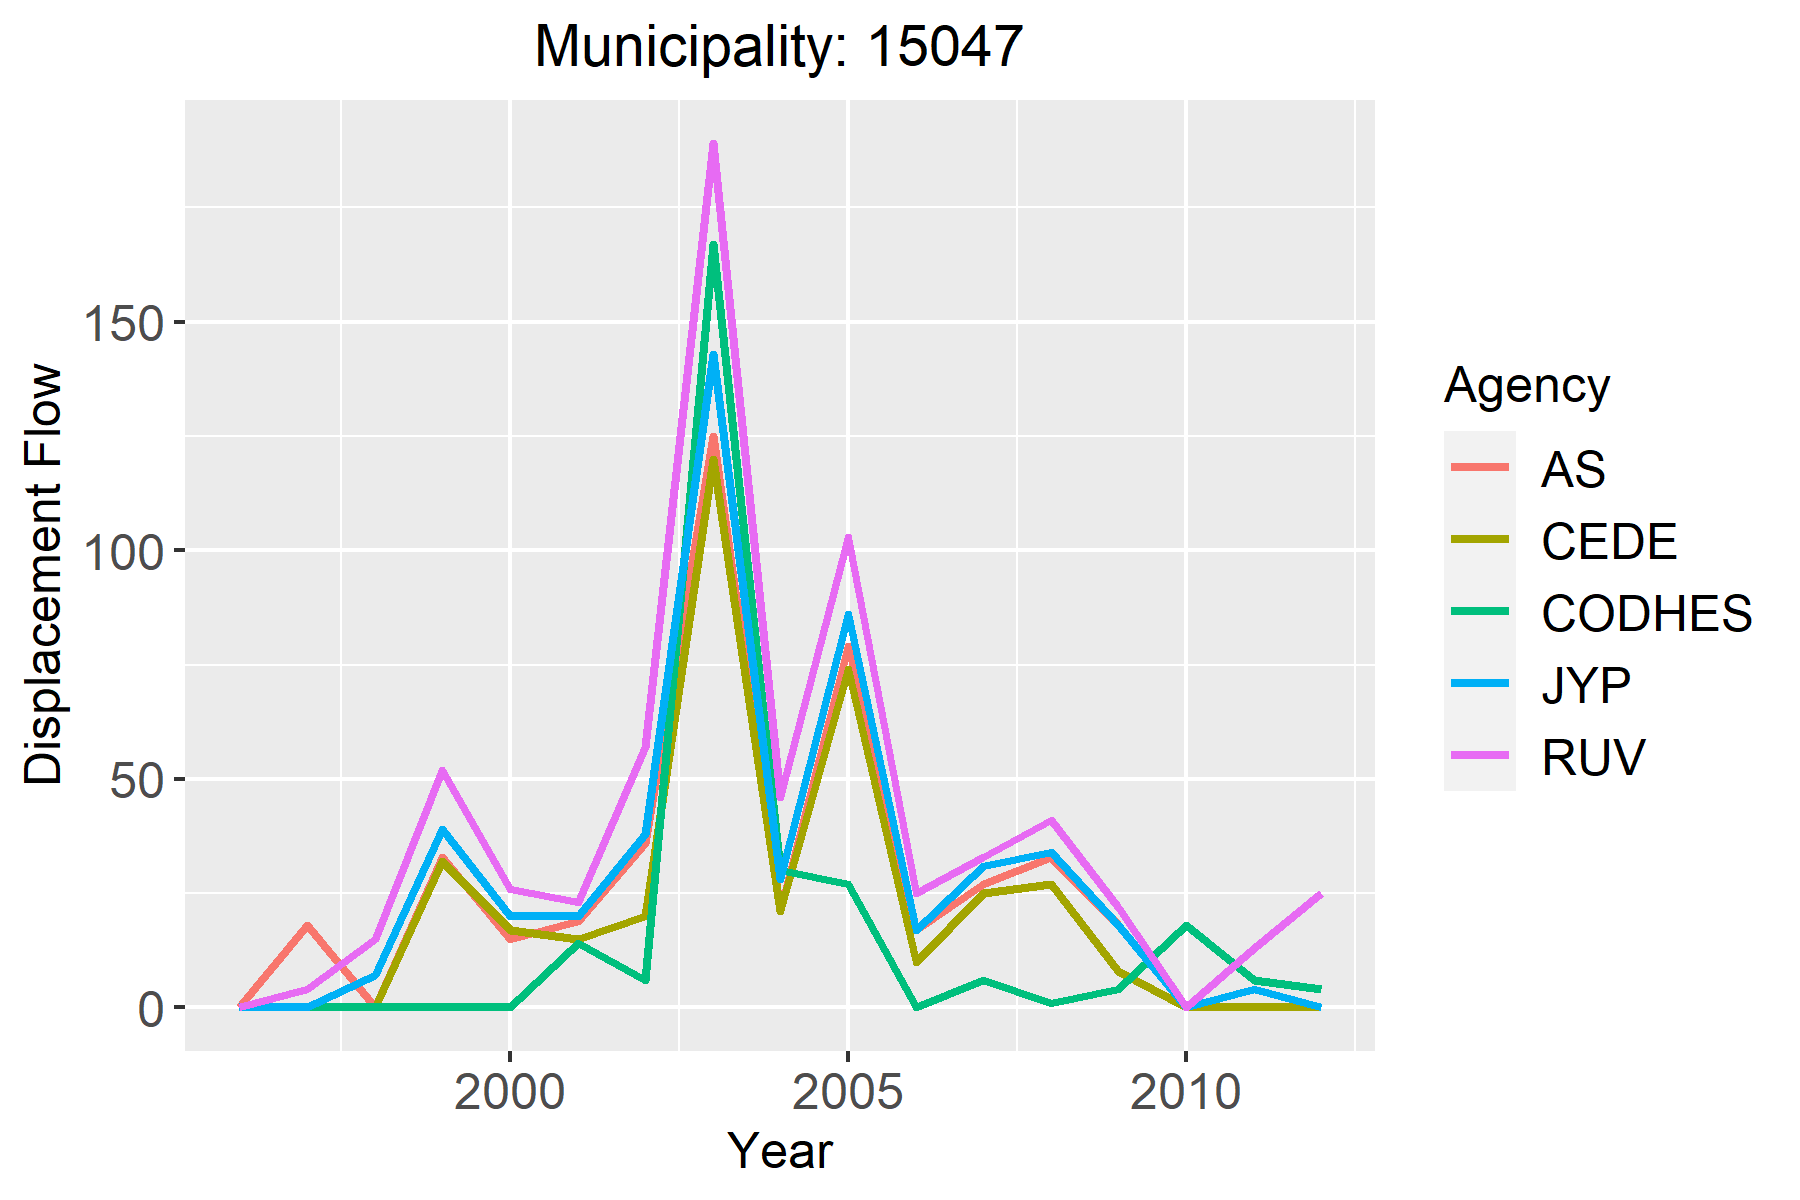 Municipality: 15047
Displacement Flow
150
100
50
0
2000 2005 2010
Year
Agency
AS
CEDE
CODHES
JYP
RUV